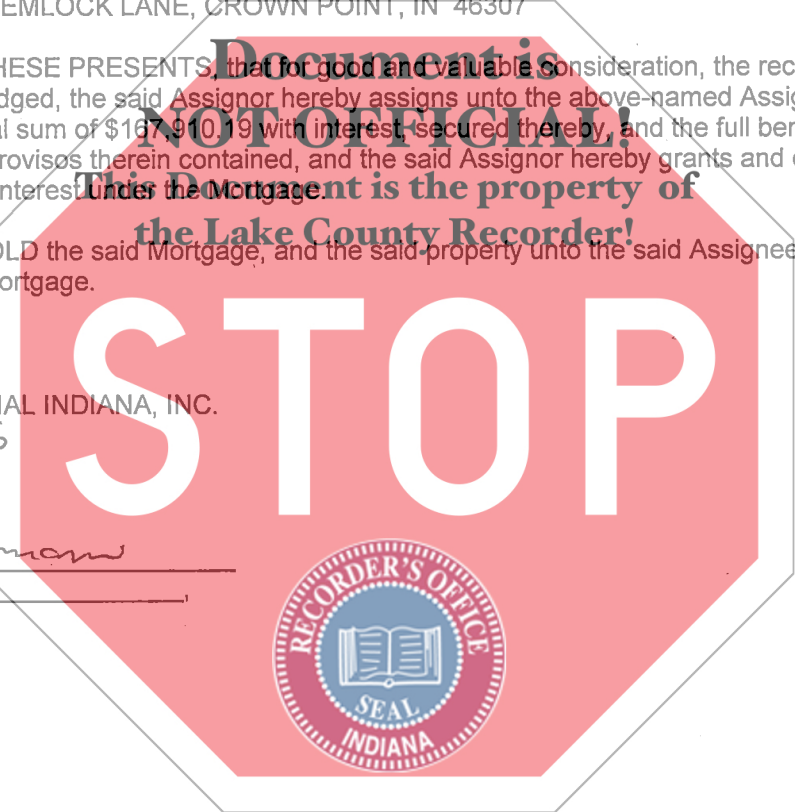 EMLOCK LANE, CROWN POINT, IN 46307
Document is
HESE PRESENTS, that for good and valuable consideration, the rec
dged, the said Assignor hereby assigns unto the above-named Assig
NOT OFFICIAL!
al sum of $167,910.19 with interest, secured thereby, and the full ben
rovisos therein contained, and the said Assignor hereby grants and
This Document is the property of
nterest under the Mortgage.
the Lake County Recorder!
OLD the said Mortgage, and the said property unto the said Assignee
ortgage.
STOP
IAL INDIANA, INC.
RECORDER'S OFFICE
SEAL
INDIANA